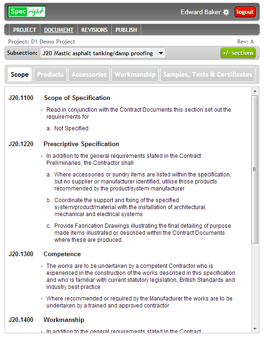 Spec right Edward Baker logout
PROJECT DOCUMENT REVISIONS PUBLISH
Project: D1 Demo Project Rev: A
Subsection: J20 Mastic asphalt tanking/damp proofing +/- sections
Scope Products Accessories Workmanship Samples, Tests & Certificates
J20.1100 Scope of Specification
- Read in conjunction with the Contract Documents this section set out the
requirements for
a. Not Specified
J20.1200 Prescriptive Specification
- In addition to the general requirements stated in the Contract
Preliminaries, the Contractor shall
a. Where accessories or sundry items are listed within the specification,
but no supplier or manufacturer identified, utilise those products
recommended by the product/system manufacturer
b. Coordinate the support and fixing of the specified
system/product/material with the installation of architectural,
mechanical and electrical systems
c. Provide Fabrication Drawings illustrating the final detailing of purpose
made items illustrated or described within the Contract Documents
where these are produced
J20.1300 Competence
- The works are to be undertaken by a competent Contractor who is
experienced in the construction of the works described in this specification
and who is familiar with current statutory legislation, British Standards and
industry best practice
- Where recommended or required by the Manufacturer the works are to be
undertaken by a trained and approved contractor
J20.1400 Workmanship
- In addition to the general requirements stated in the Contract